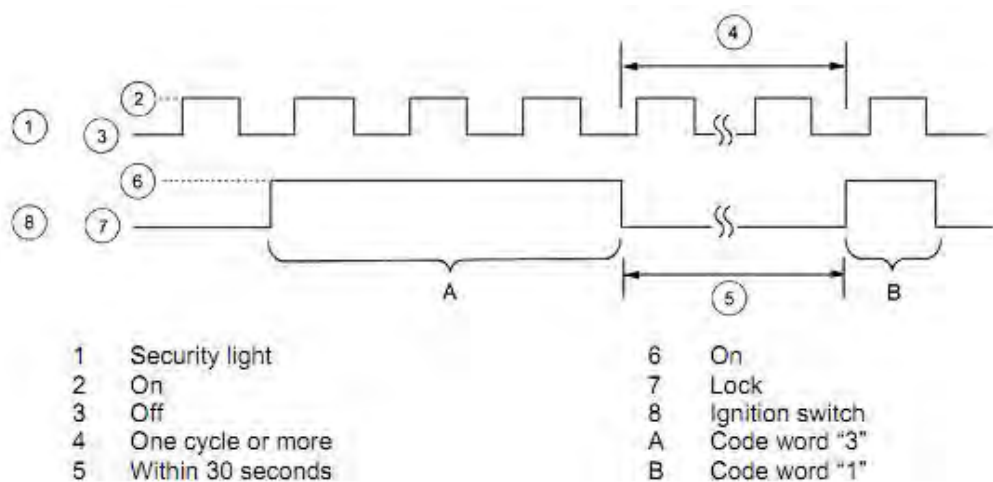 4
2
1
3
6
8
7
A
5
B
1 Security light
2 On
3 Off
4 One cycle or more
5 Within 30 seconds
6 On
7 Lock
8 Ignition switch
A Code word “3”
B Code word “1”